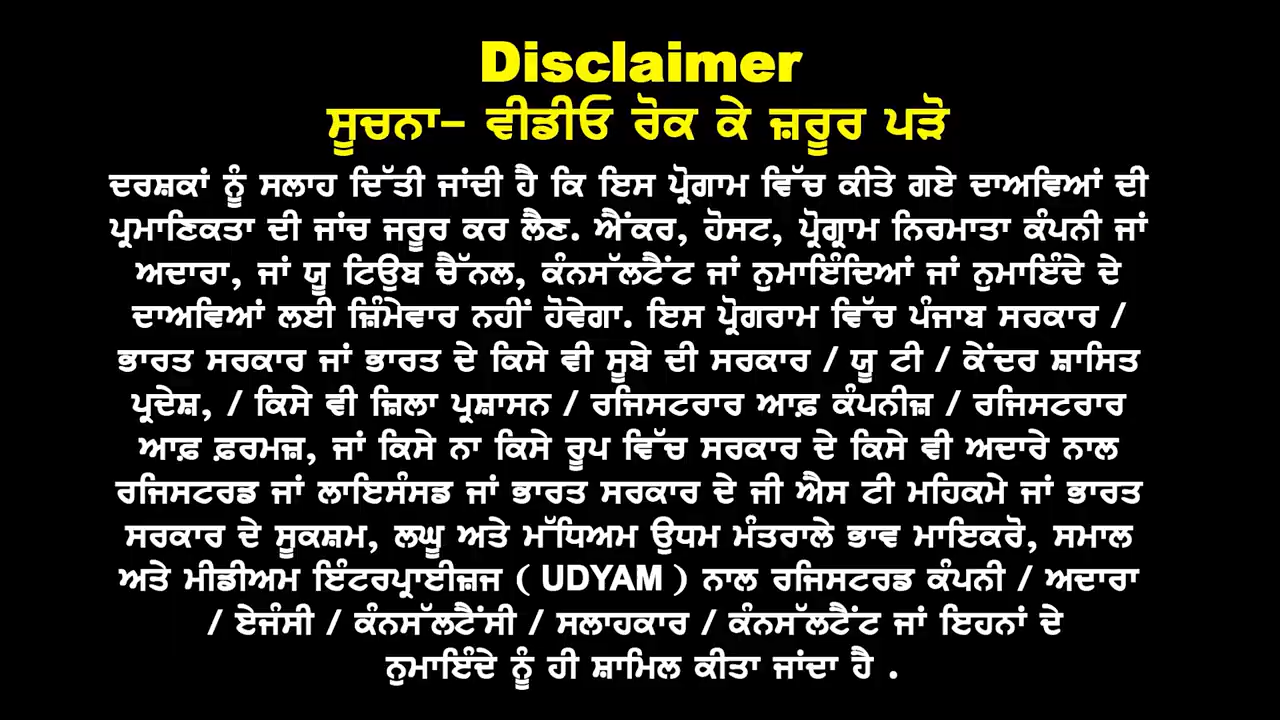 Disclaimer
ਸੂਚਨਾ- ਵੀਡੀਓ ਰੋਕ ਕੇ ਜ਼ਰੂਰ ਪੜੋ
ਦਰਸ਼ਕਾਂ ਨੂੰ ਸਲਾਹ ਦਿੱਤੀ ਜਾਂਦੀ ਹੈ ਕਿ ਇਸ ਪ੍ਰੋਗਾਮ ਵਿੱਚ ਕੀਤੇ ਗਏ ਦਾਅਵਿਆਂ ਦੀ
ਪ੍ਰਮਾਣਿਕਤਾ ਦੀ ਜਾਂਚ ਜਰੂਰ ਕਰ ਲੈਣ. ਐਂਕਰ, ਹੋਸਟ, ਪ੍ਰੋਗ੍ਰਾਮ ਨਿਰਮਾਤਾ ਕੰਪਨੀ ਜਾਂ
ਅਦਾਰਾ, ਜਾਂ ਯੂ ਟਿਉਬ ਚੈੱਨਲ, ਕੰਨਸੱਲਟੈਂਟ ਜਾਂ ਨੁਮਾਇੰਦਿਆਂ ਜਾਂ ਨੁਮਾਇੰਦੇ ਦੇ
ਦਾਅਵਿਆਂ ਲਈ ਜ਼ਿੰਮੇਵਾਰ ਨਹੀਂ ਹੋਵੇਗਾ. ਇਸ ਪ੍ਰੋਗਰਾਮ ਵਿੱਚ ਪੰਜਾਬ ਸਰਕਾਰ /
ਭਾਰਤ ਸਰਕਾਰ ਜਾਂ ਭਾਰਤ ਦੇ ਕਿਸੇ ਵੀ ਸੂਬੇ ਦੀ ਸਰਕਾਰ / ਯੂ ਟੀ / ਕੇਂਦਰ ਸ਼ਾਸਿਤ
ਪ੍ਰਦੇਸ਼, / ਕਿਸੇ ਵੀ ਜ਼ਿਲਾ ਪ੍ਰਸ਼ਾਸਨ / ਰਜਿਸਟਰਾਰ ਆਫ਼ ਕੰਪਨੀਜ਼ / ਰਜਿਸਟਰਾਰ
ਆਫ਼ ਫ਼ਰਮਜ਼, ਜਾਂ ਕਿਸੇ ਨਾ ਕਿਸੇ ਰੂਪ ਵਿੱਚ ਸਰਕਾਰ ਦੇ ਕਿਸੇ ਵੀ ਅਦਾਰੇ ਨਾਲ
ਰਜਿਸਟਰਡ ਜਾਂ ਲਾਇਸੰਸਡ ਜਾਂ ਭਾਰਤ ਸਰਕਾਰ ਦੇ ਜੀ ਐਸ ਟੀ ਮਹਿਕਮੇ ਜਾਂ ਭਾਰਤ
ਸਰਕਾਰ ਦੇ ਸੂਕਸ਼ਮ, ਲਘੂ ਅਤੇ ਮੱਧਿਅਮ ਉਧਮ ਮੰਤਰਾਲੇ ਭਾਵ ਮਾਇਕਰੋ, ਸਮਾਲ
ਅਤੇ ਮੀਡੀਅਮ ਇੰਟਰਪ੍ਰਾਈਜ਼ਜ ( UDYAM ) ਨਾਲ ਰਜਿਸਟਰਡ ਕੰਪਨੀ / ਅਦਾਰਾ
/ ਏਜੰਸੀ / ਕੰਨਸੱਲਟੈਂਸੀ / ਸਲਾਹਕਾਰ / ਕੰਨਸੱਲਟੈਂਟ ਜਾਂ ਇਹਨਾਂ ਦੇ
ਨੁਮਾਇੰਦੇ ਨੂੰ ਹੀ ਸ਼ਾਮਿਲ ਕੀਤਾ ਜਾਂਦਾ ਹੈ .